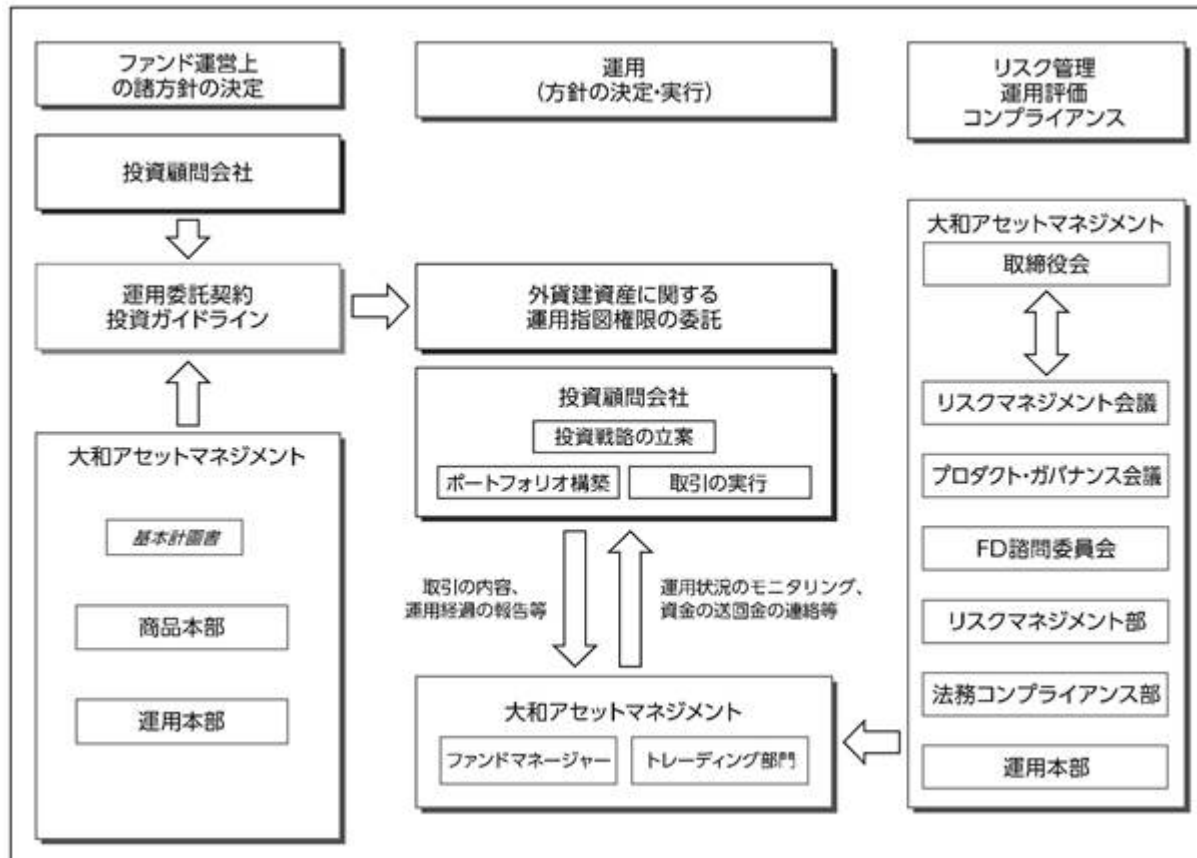 ファンド運営上
の諸方針の決定
投資顧問会社
運用委託契約
投資ガイドライン
大和アセットマネジメント
基本計画書
商品本部
運用本部
運用
(方針の決定・実行)
外貨建資産に関する
運用指図権限の委託
投資顧問会社
投資戦略の立案
ポートフォリオ構築
取引の実行
取引の内容、
運用経過の報告等
運用状況のモニタリング、
資金の送回金の連絡等
大和アセットマネジメント
ファンドマネージャー
トレーディング部門
リスク管理
運用評価
コンプライアンス
大和アセットマネジメント
取締役会
リスクマネジメント会議
プロダクト・ガバナンス会議
FD諮問委員会
リスクマネジメント部
法務コンプライアンス部
運用本部